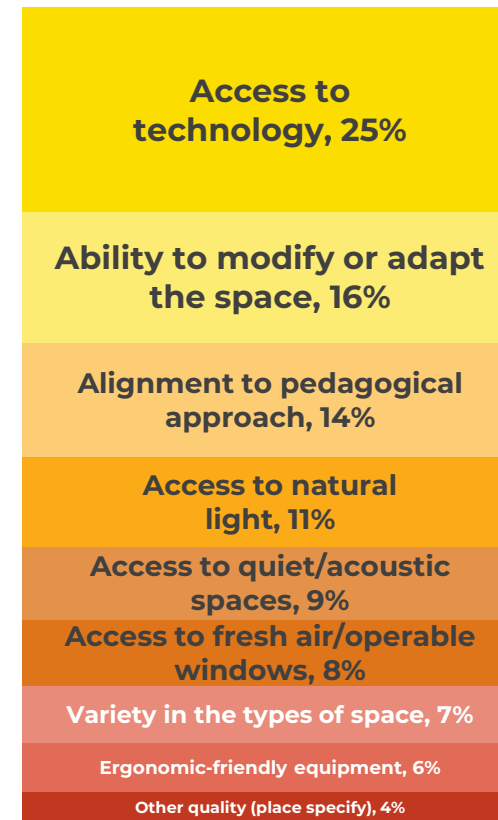 Access to
technology, 25%
Ability to modify or adapt
the space, 16%
Alignment to pedagogical
approach, 14%
Access to natural
light, 11%
Access to quiet/acoustic
spaces, 9%
Access to fresh air/operable
windows, 8%
Variety in the types of space, 7%
Ergonomic-friendly equipment, 6%
Other quality (place specify), 4%